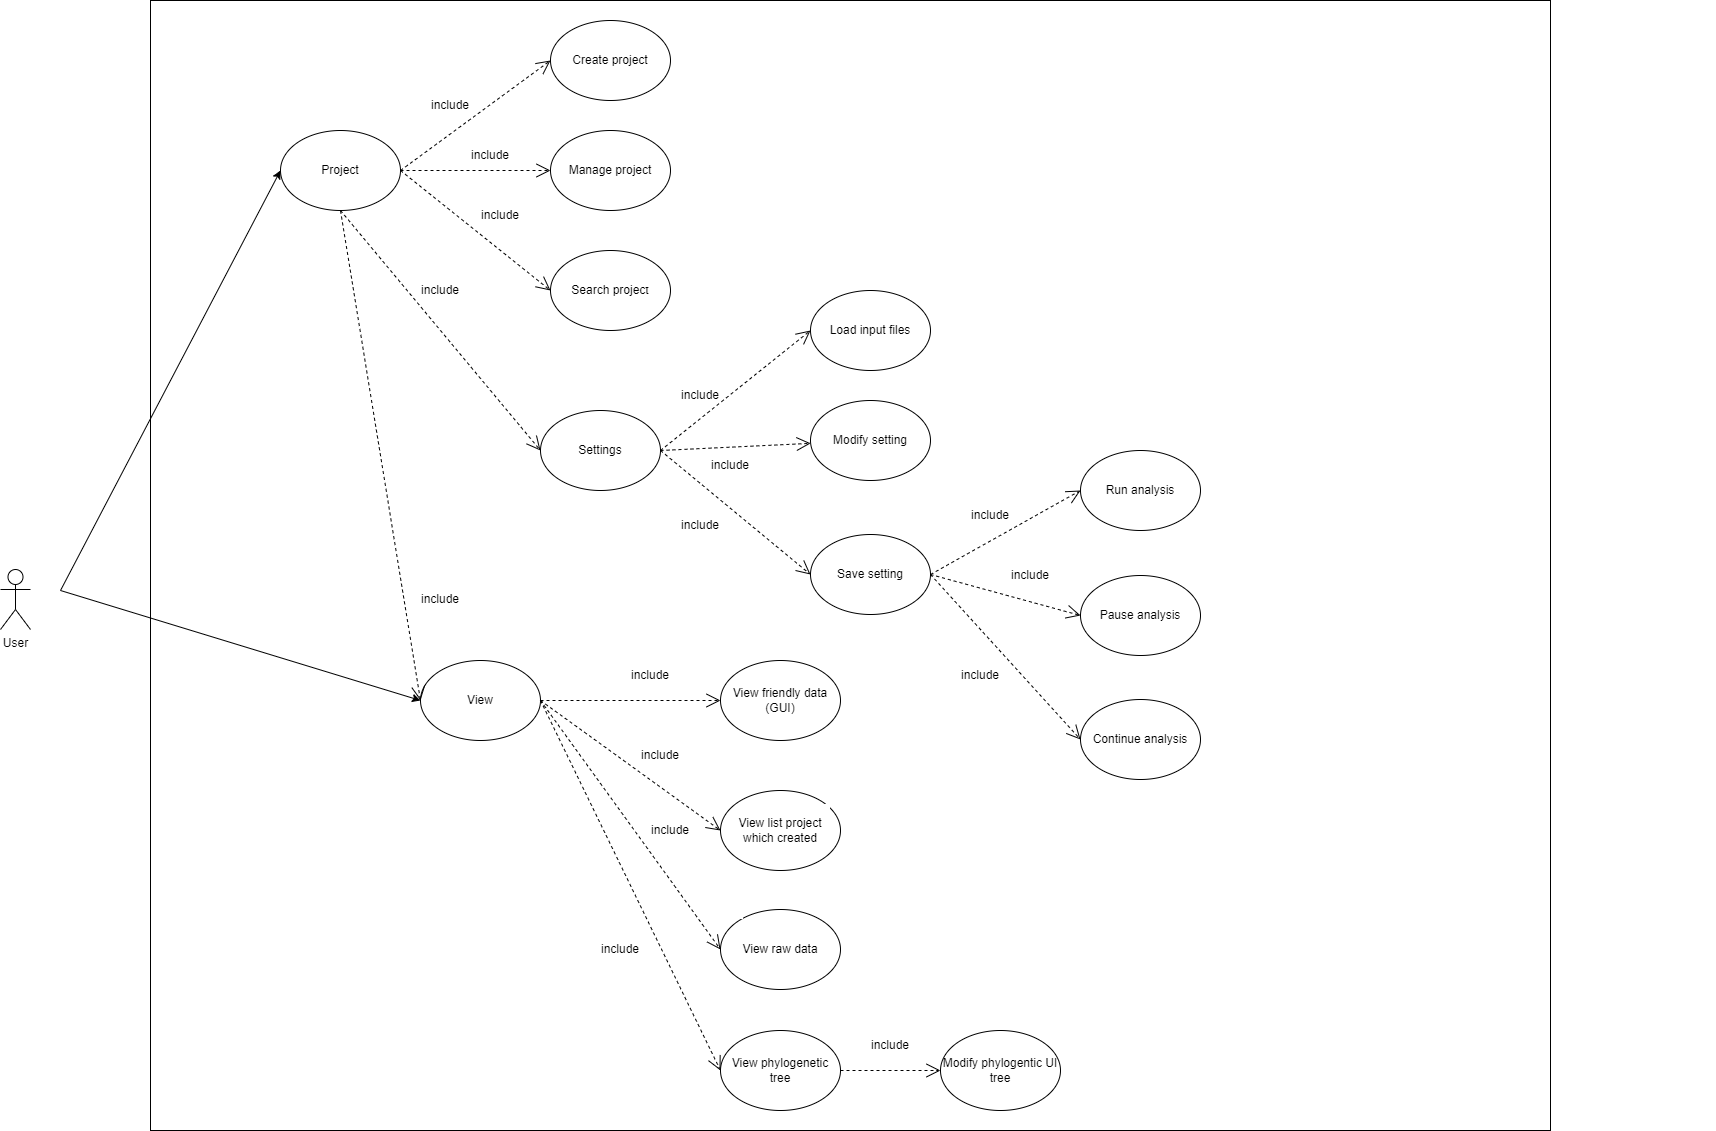 Create project
include
Project
include
Manage project
include
Search project
include
Load input files
include
Settings
Modify setting
include
include
Run analysis
include
Save setting
include
Pause analysis
include
User
include
View
include
View friendly data
(GUI)
Continue analysis
include
View list project
which created
include
include
View raw data
View phylogenetic
tree
include
Modify phylogentic UI
tree